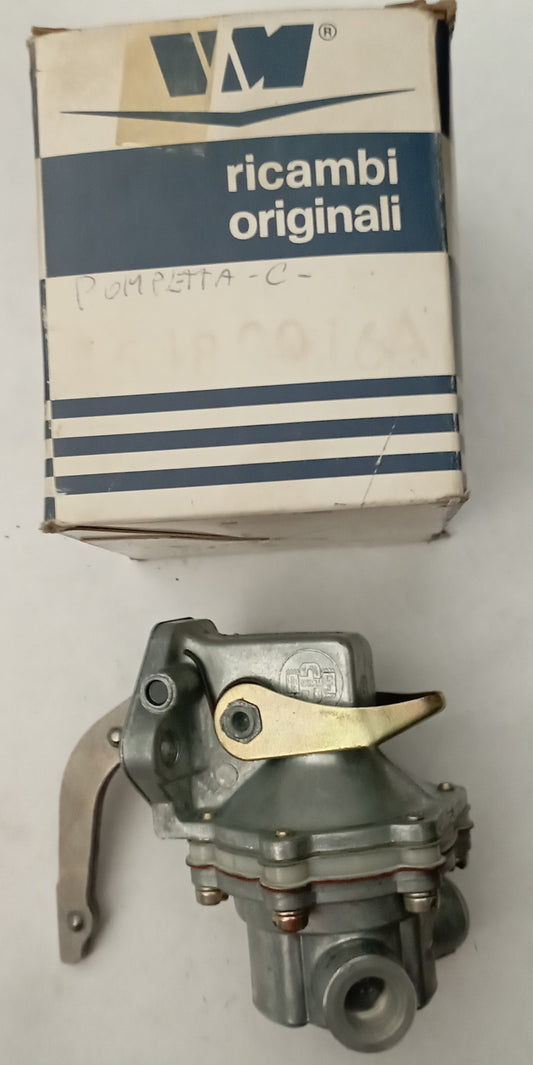 VM®
ricambi
originali
POMPETTA-C-